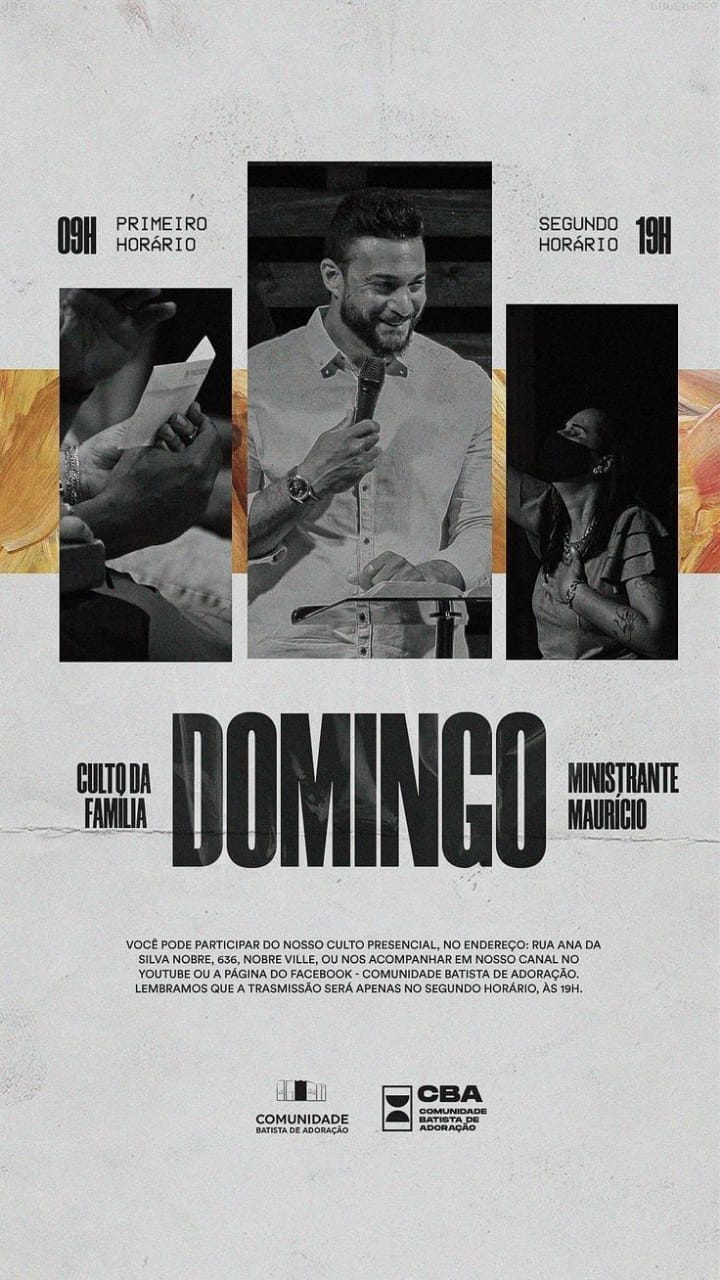 09H
PRIMEIRO
HORÁRIO
SEGUNDO
HORÁRIO
19H
CULTO DA
FAMÍLIA
DOMINGO
MINISTRANTE
MAURÍCIO
VOCÊ PODE PARTICIPAR DO NOSSO CULTO PRESENCIAL, NO ENDEREÇO: RUA ANA DA
SILVA NOBRE, 636, NOBRE VILLE, OU NOS ACOMPANHAR EM NOSSO CANAL NO
YOUTUBE OU A PÁGINA DO FACEBOOK - COMUNIDADE BATISTA DE ADORAÇÃO.
LEMBRAMOS QUE A TRASMISSÃO SERÁ APENAS NO SEGUNDO HORÁRIO, ÀS 19H.
COMUNIDADE
BATISTA DE ADORAÇÃO
CBA
COMUNIDADE
BATISTA DE
ADORAÇÃO